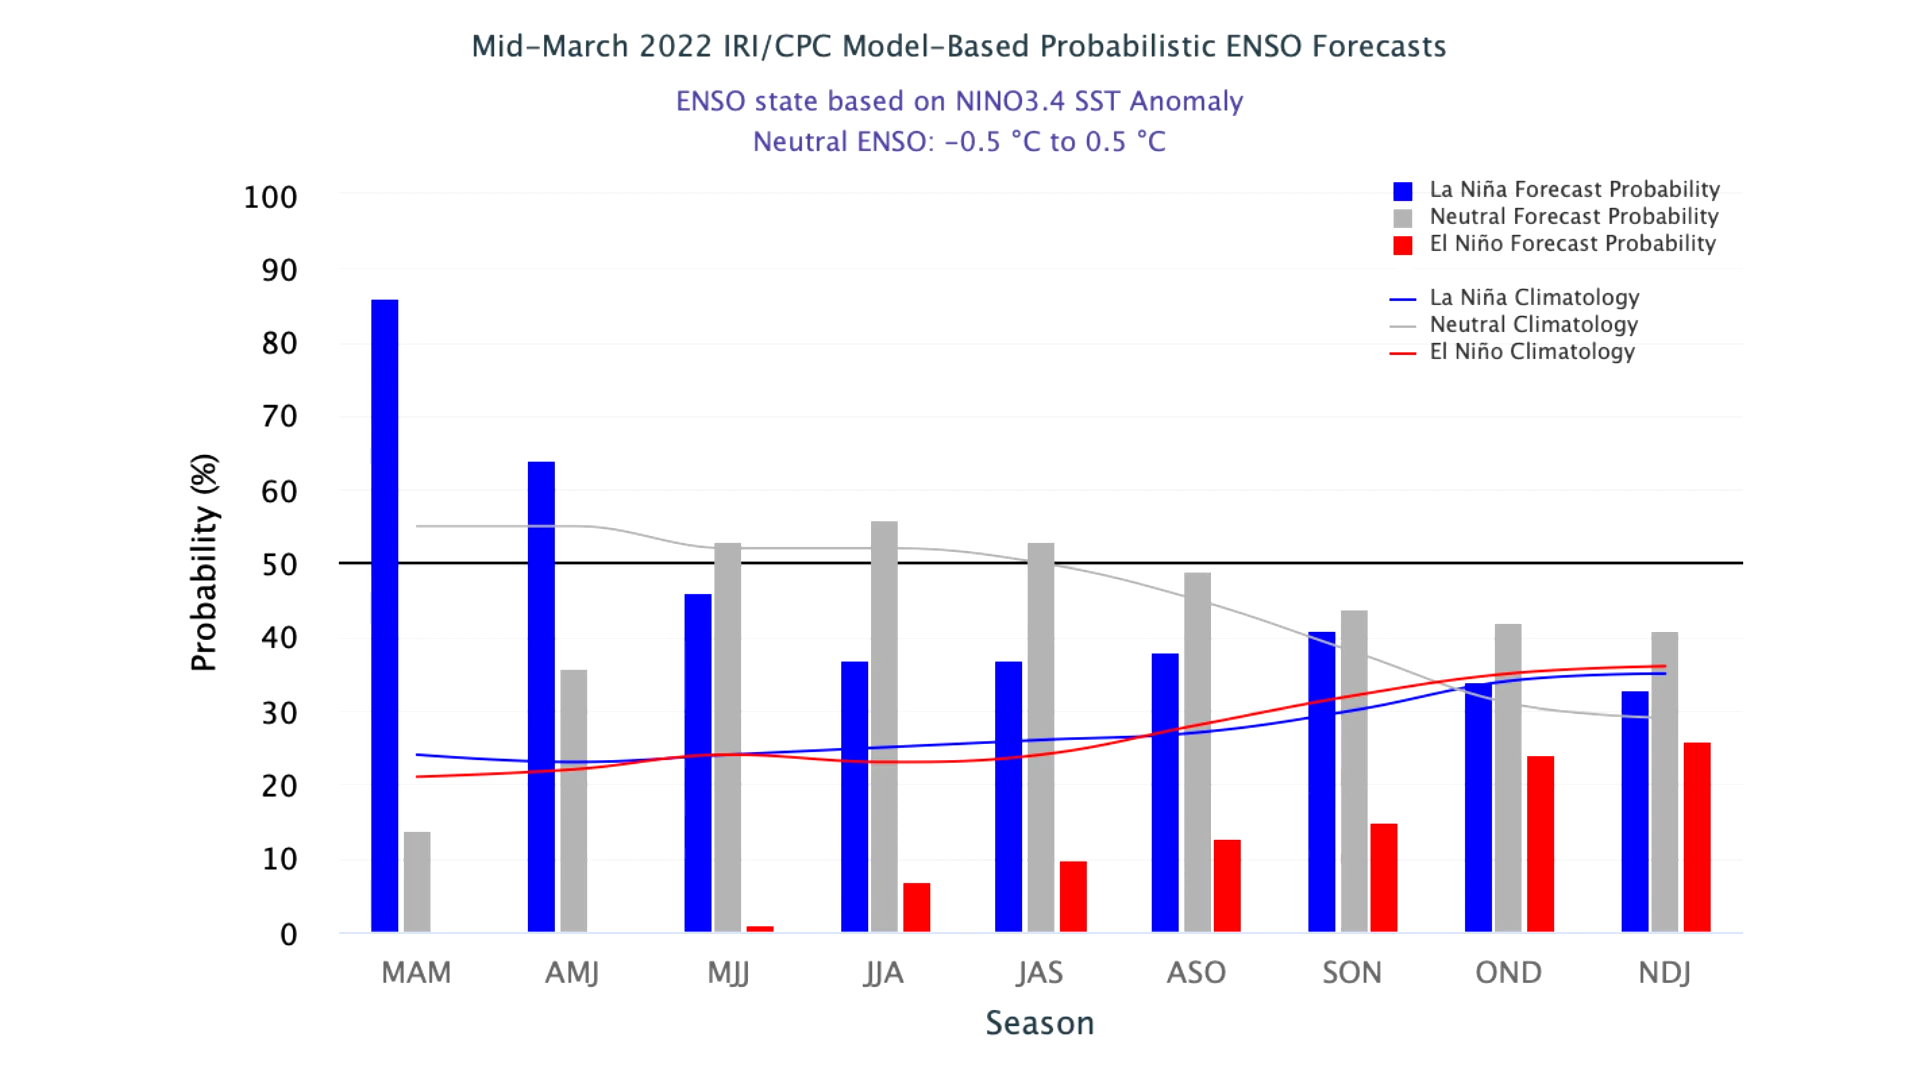 Mid-March 2022 IRI/CPC Model-Based Probabilistic ENSO Forecasts
ENSO state based on NINO3.4 SST Anomaly
Neutral ENSO: -0.5 °C to 0.5 °C
La Niña Forecast Probability
Neutral Forecast Probability
El Niño Forecast Probability
La Niña Climatology
Neutral Climatology
El Niño Climatology
Probability (%)
100
90
80
70
60
50
40
30
20
10
0
MAM AMJ MJJ JJA JAS ASO SON OND NDJ
Season